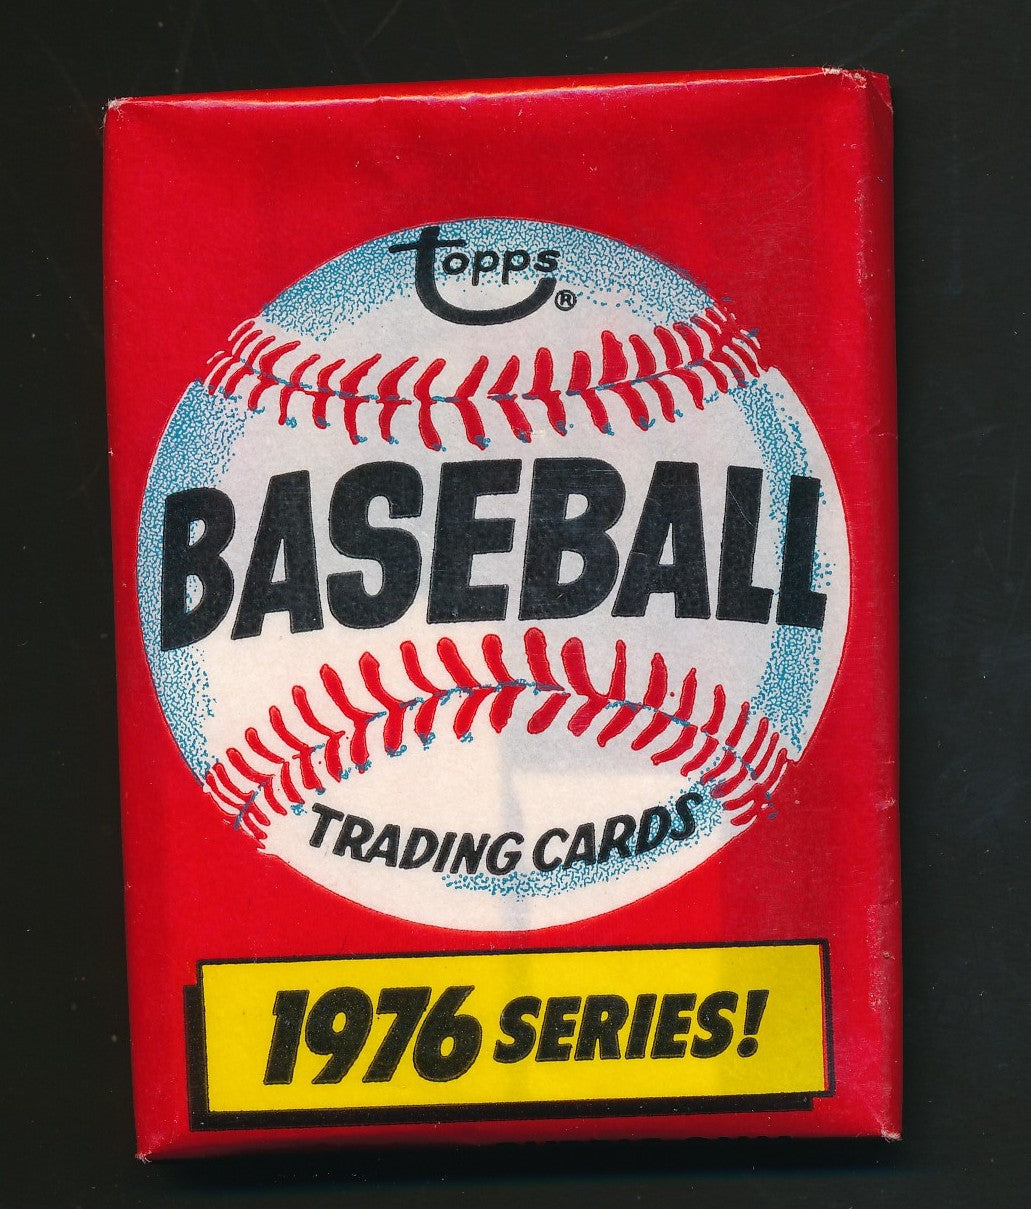 Topps®
BASEBALL
TRADING CARDS
1976 SERIES!